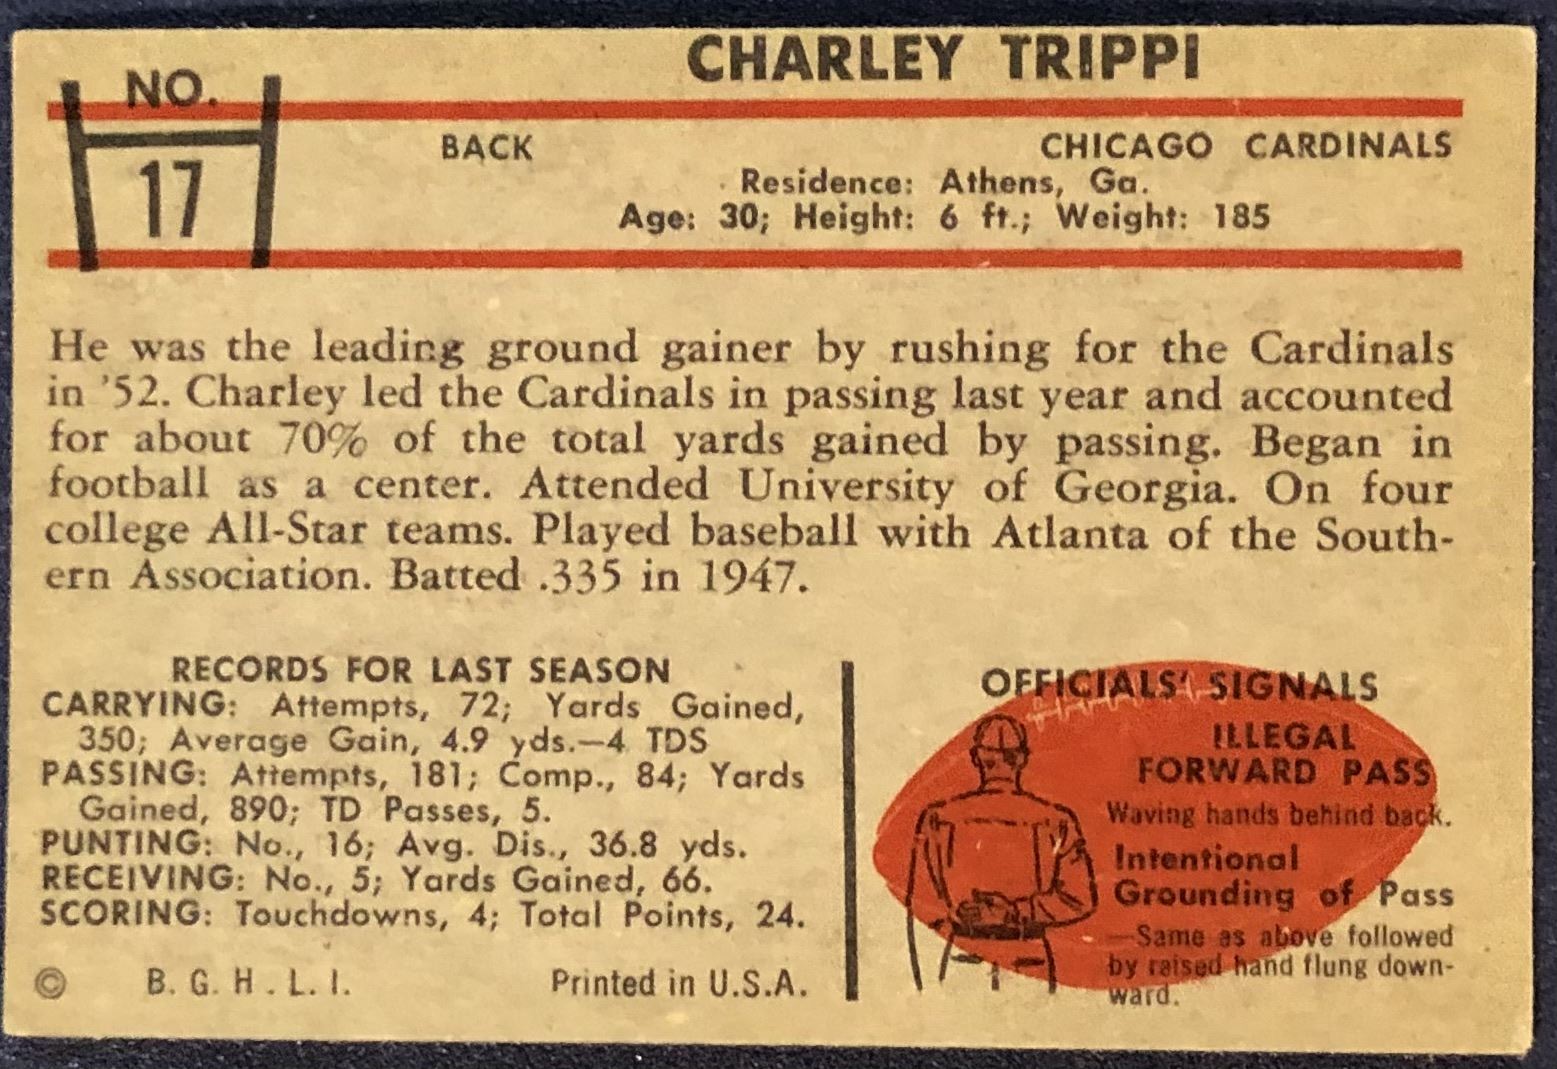 CHARLEY TRIPPI
NO.
17
BACK
CHICAGO CARDINALS
Residence: Athens, Ga.
Age: 30; Height: 6 ft.; Weight: 185
He was the leading ground gainer by rushing for the Cardinals
in '52. Charley led the Cardinals in passing last year and accounted
for about 70% of the total yards gained by passing. Began in
football as a center. Attended University of Georgia. On four
college All-Star teams. Played baseball with Atlanta of the South-
ern Association. Batted .335 in 1947.
RECORDS FOR LAST SEASON
CARRYING: Attempts, 72; Yards Gained,
350; Average Gain, 4.9 yds.—4 TDS
PASSING: Attempts, 181; Comp., 84; Yards
Gained, 890; TD Passes, 5.
PUNTING: No., 16; Avg. Dis., 36.8 yds.
RECEIVING: No., 5; Yards Gained, 66.
SCORING: Touchdowns, 4; Total Points, 24.
© B. G. H. L. I. Printed in U.S.A.
OFFICIALS' SIGNALS
ILLEGAL
FORWARD PASS
Waving hands behind back.
Intentional
Grounding of Pass
—Same as above followed
by raised hand flung down-
ward.